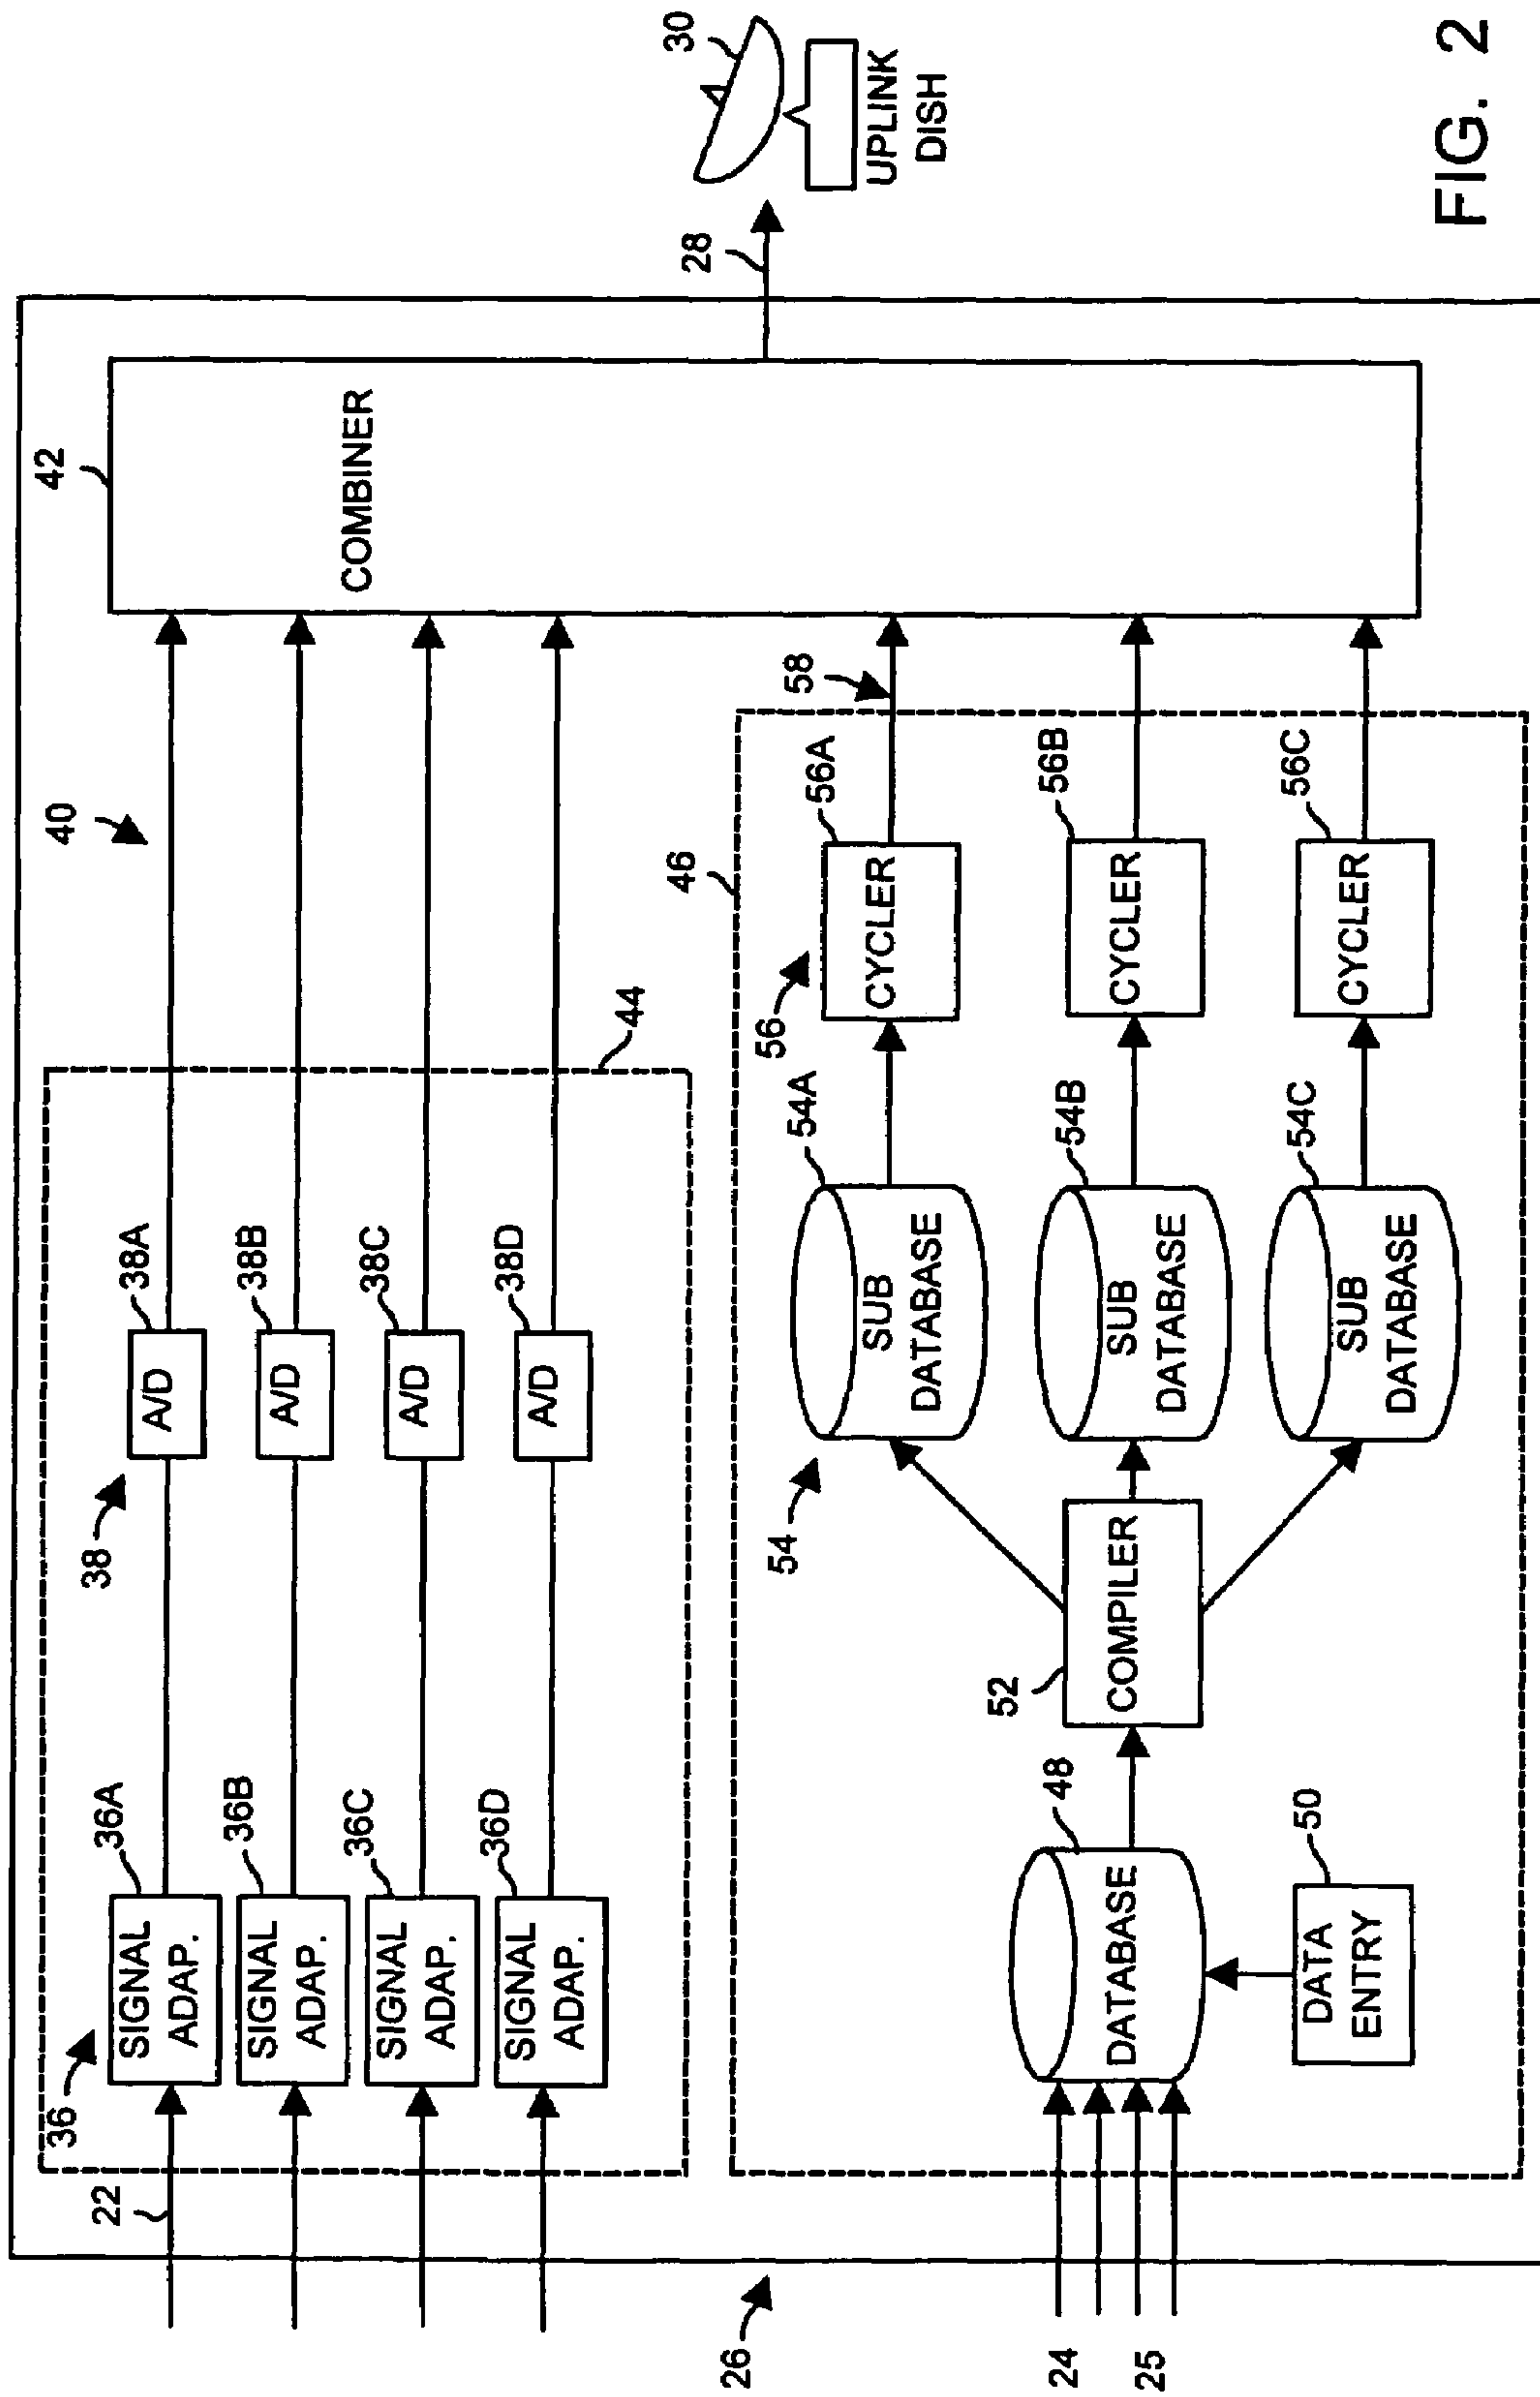 22
36
SIGNAL
ADAP.
36A
SIGNAL
ADAP.
36B
SIGNAL
ADAP.
36C
SIGNAL
ADAP.
36D
38
A/D
38A
A/D
38B
A/D
38C
A/D
38D
40
44
42
COMBINER
28
30
UPLINK
DISH
26
24
25
DATABASE
48
DATA
ENTRY
50
52
COMPILER
54
SUB
DATABASE
54A
SUB
DATABASE
54B
SUB
DATABASE
54C
56
CYCLER
56A
CYCLER
56B
CYCLER
56C
46
58
FIG. 2